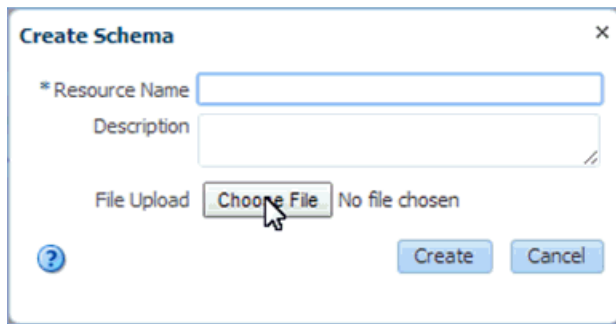 Create Schema
* Resource Name
Description
File Upload Choose File No file chosen
? Create Cancel